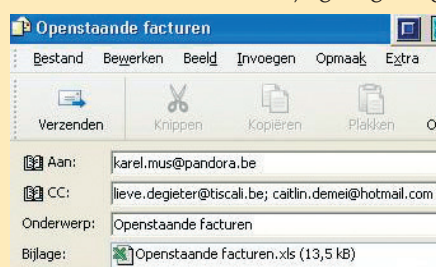 Openstaande facturen
Bestand Bewerken Beeld Invoegen Opmaak Extra
Verzenden Knippen Kopiëren Plakken
Aan: karel.mus@pandora.be
CC: lieve.degieter@tiscali.be; caitlin.demei@hotmail.com
Onderwerp: Openstaande facturen
Bijlage: Openstaande facturen.xls (13,5 kB)